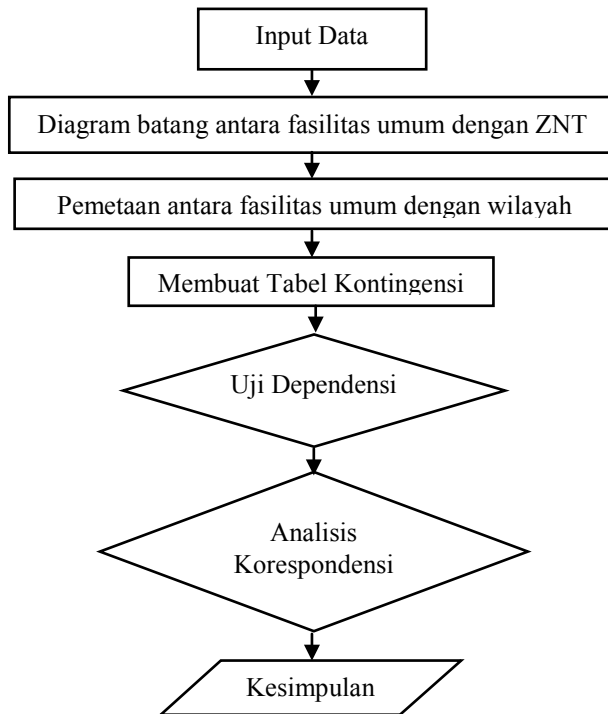 Input Data
Diagram batang antara fasilitas umum dengan ZNT
Pemetaan antara fasilitas umum dengan wilayah
Membuat Tabel Kontingensi
Uji Dependensi
Analisis
Korespondensi
Kesimpulan